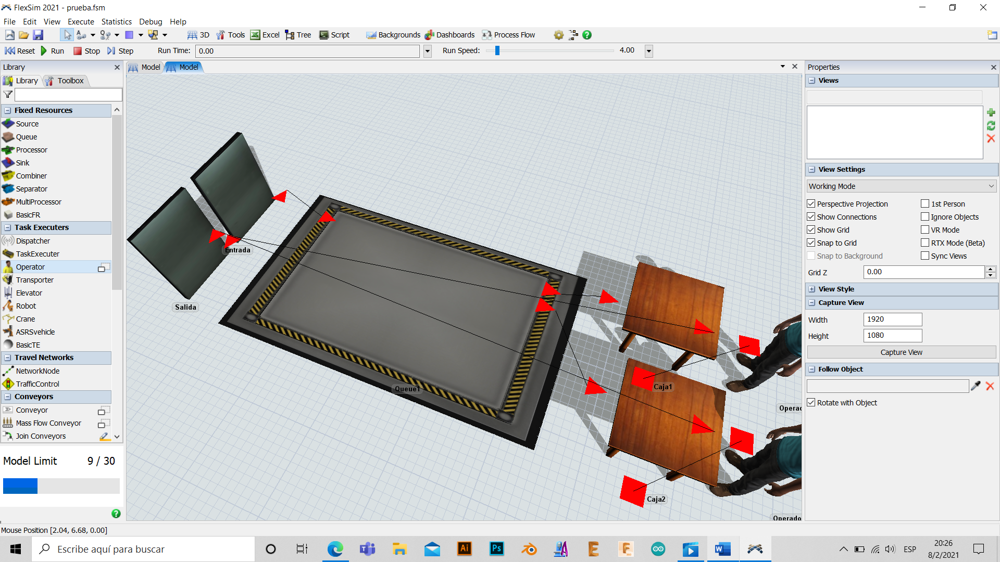 FlexSim 2021 - prueba.fsm
File Edit View Execute Statistics Debug Help
3D Tools Excel Tree Script Backgrounds Dashboards Process Flow
Reset Run Stop Step Run Time: 0.00 Run Speed: 4.00
Library
Library Toolbox
Fixed Resources
Source
Queue
Processor
Sink
Combiner
Separator
MultiProcessor
BasicFR
Task Executers
Dispatcher
TaskExecuter
Operator
Transporter
Elevator
Robot
Crane
ASRSvehicle
BasicTE
Travel Networks
NetworkNode
TrafficControl
Conveyors
Conveyor
Mass Flow Conveyor
Join Conveyors
Model Limit 9 / 30
Model Model
Entrada
Salida
Queue1
Caja1
Operad
Caja2
Operado
Properties
Views
View Settings
Working Mode
Perspective Projection 1st Person
Show Connections Ignore Objects
Show Grid VR Mode
Snap to Grid RTX Mode (Beta)
Snap to Background Sync Views
Grid Z 0.00
View Style
Capture View
Width 1920
Height 1080
Capture View
Follow Object
Rotate with Object
Mouse Position [2.04, 6.68, 0.00]
Escribe aquí para buscar
Ai Ps
ESP
20:26
8/2/2021